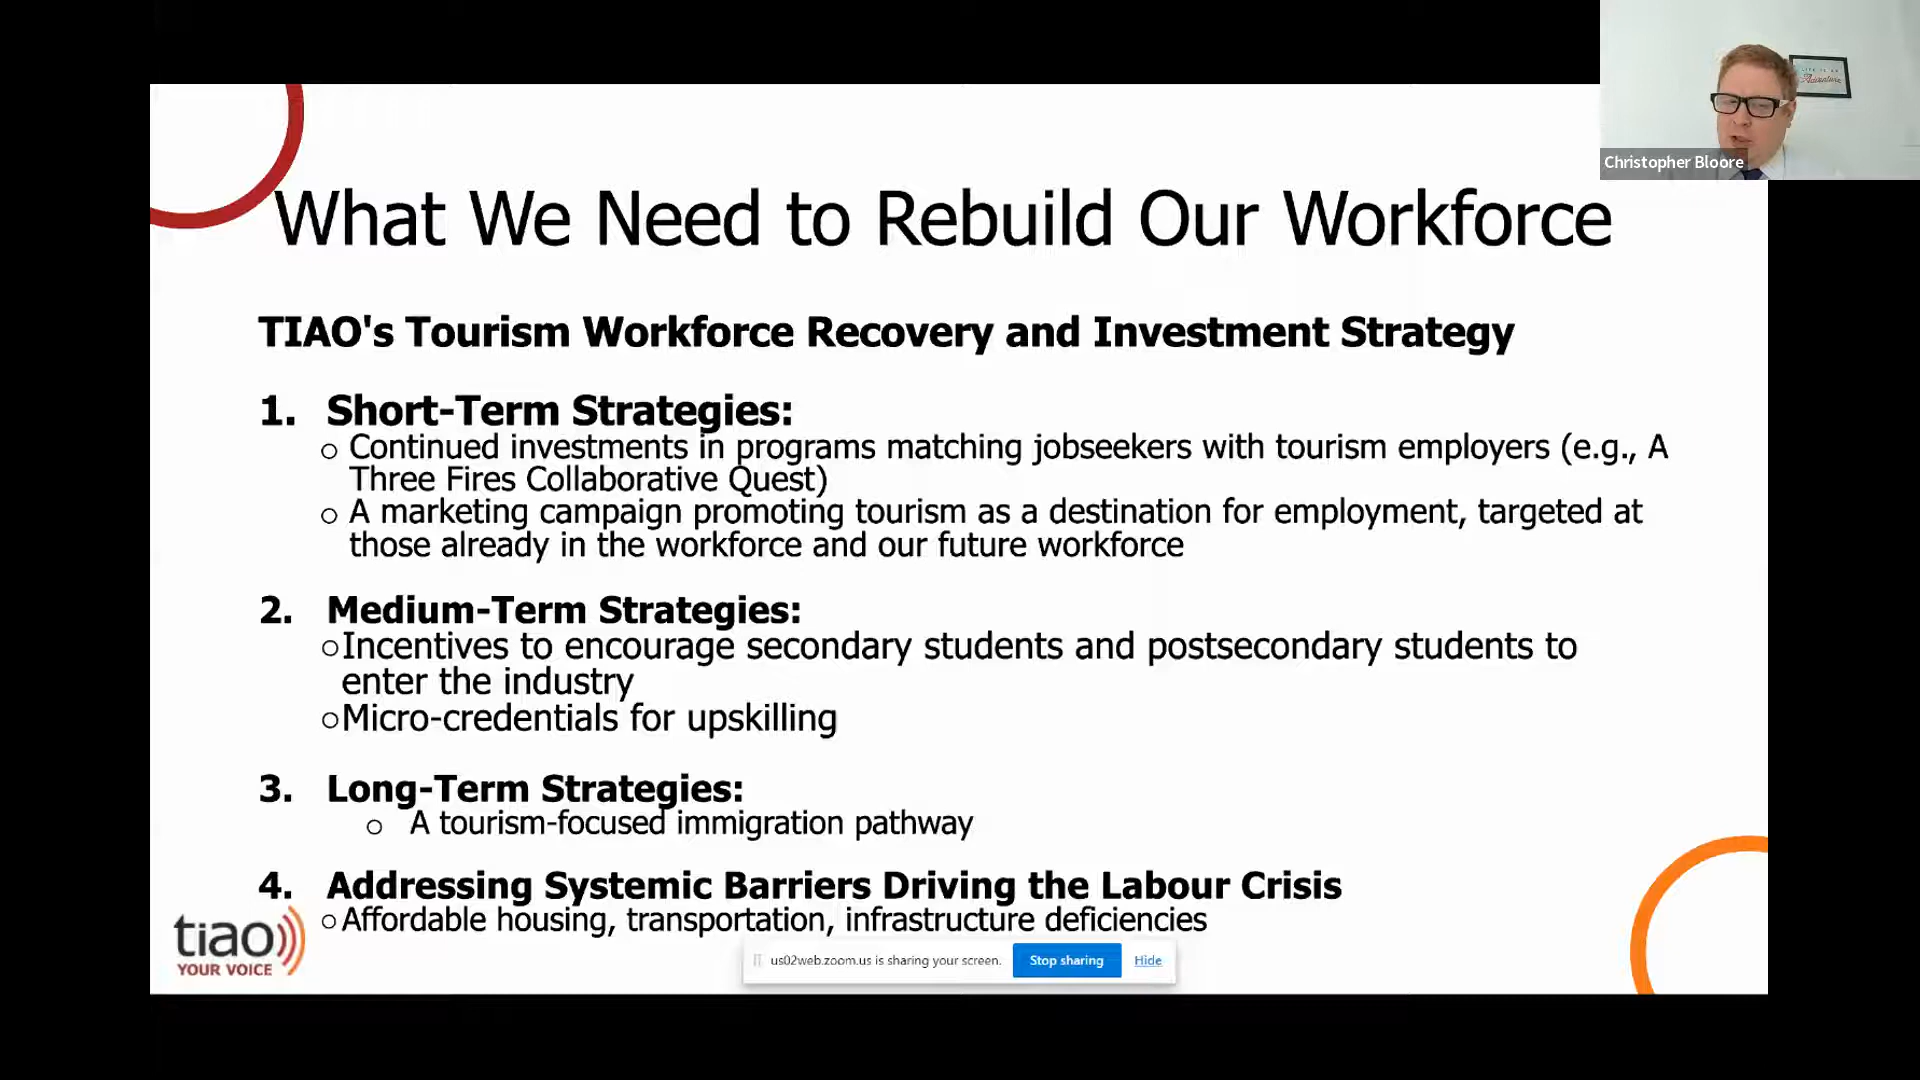 Adventure
Christopher Bloore
What We Need to Rebuild Our Workforce
TIAO's Tourism Workforce Recovery and Investment Strategy
1. Short-Term Strategies:
○ Continued investments in programs matching jobseekers with tourism employers (e.g., A
Three Fires Collaborative Quest)
○ A marketing campaign promoting tourism as a destination for employment, targeted at
those already in the workforce and our future workforce
2. Medium-Term Strategies:
○Incentives to encourage secondary students and postsecondary students to
enter the industry
○Micro-credentials for upskilling
3. Long-Term Strategies:
○ A tourism-focused immigration pathway
4. Addressing Systemic Barriers Driving the Labour Crisis
○Affordable housing, transportation, infrastructure deficiencies
tiao
YOUR VOICE
us02web.zoom.us is sharing your screen. Stop sharing Hide